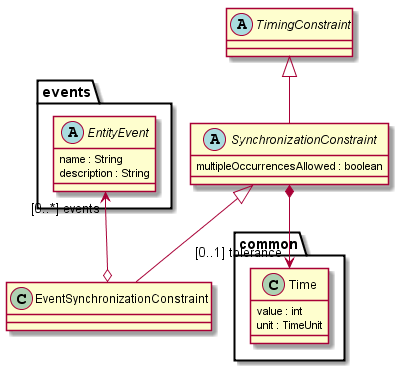 A TimingConstraint
events
A EntityEvent
name : String
description : String
A SynchronizationConstraint
multipleOccurrencesAllowed : boolean
[0..*] events
[0..1] tolerance
common
C EventSynchronizationConstraint
C Time
value : int
unit : TimeUnit